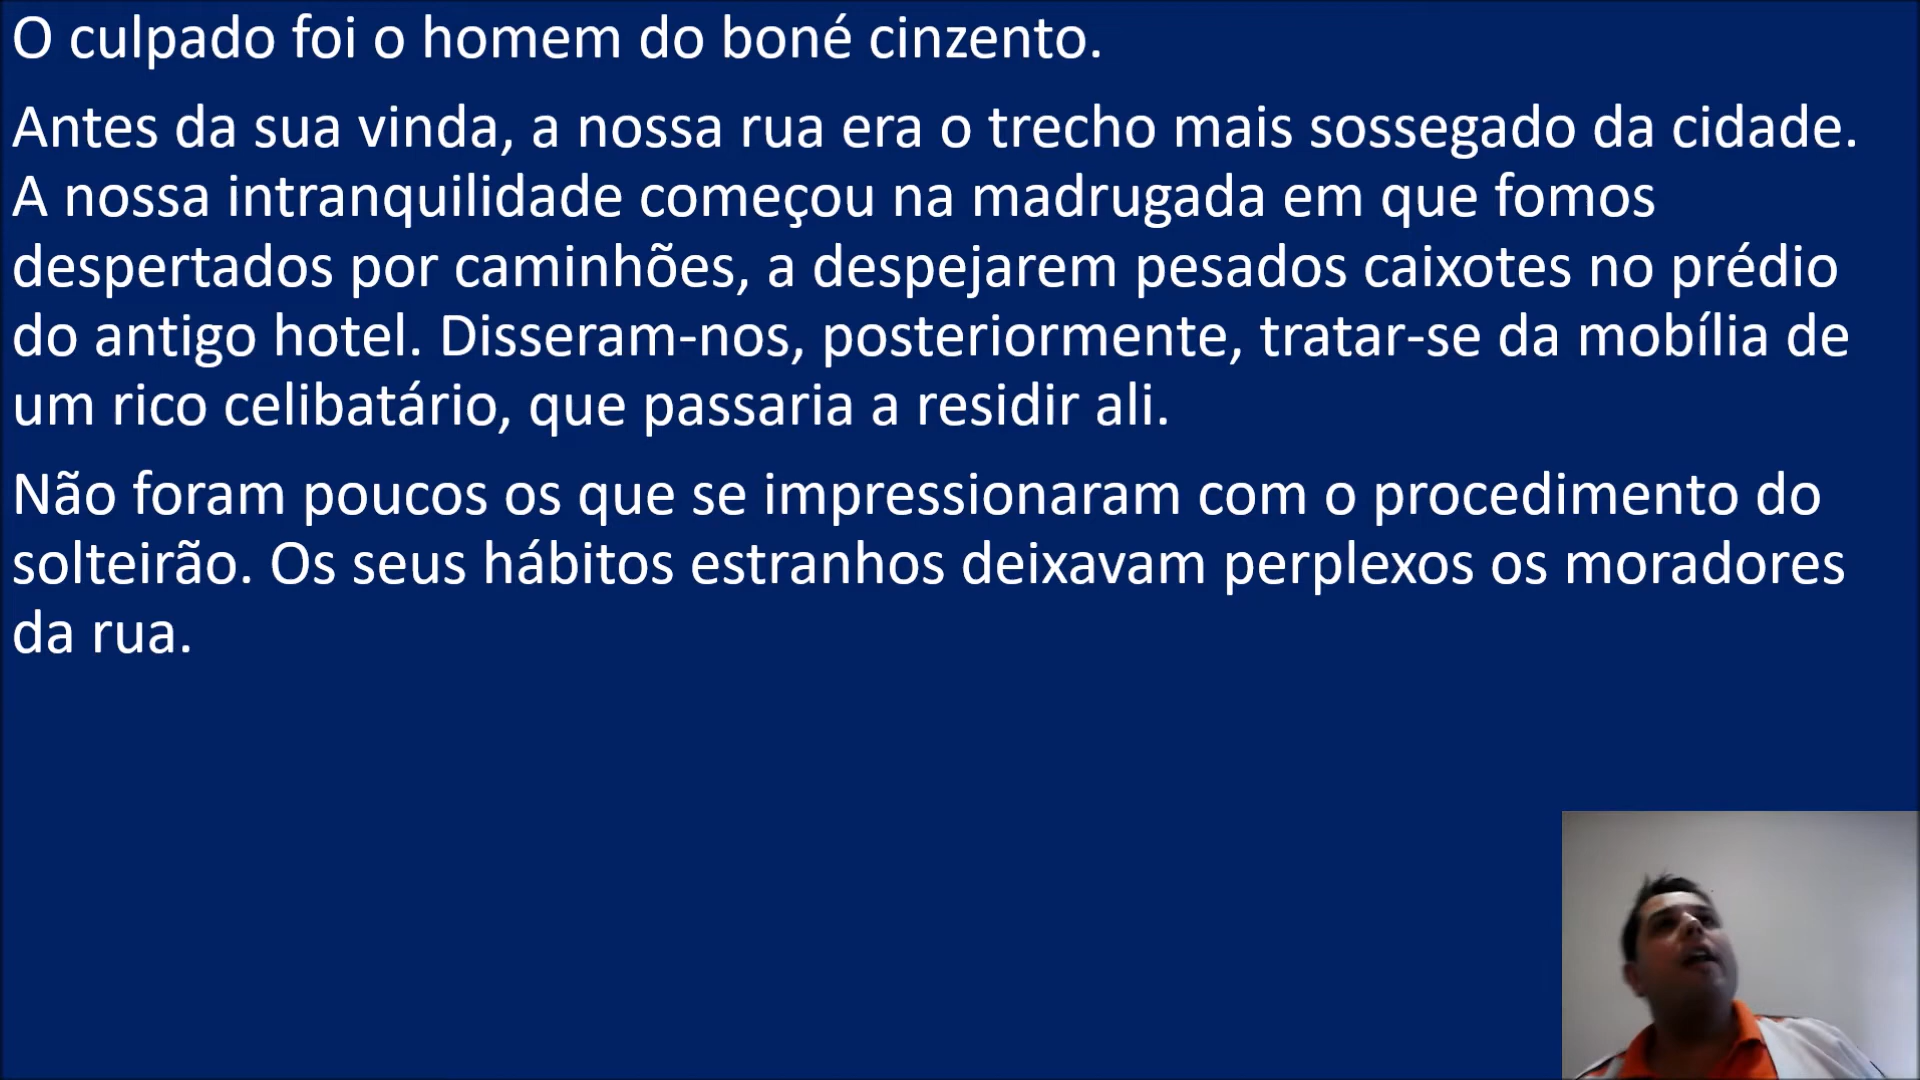 O culpado foi o homem do boné cinzento.
Antes da sua vinda, a nossa rua era o trecho mais sossegado da cidade.
A nossa intranquilidade começou na madrugada em que fomos
despertados por caminhões, a despejarem pesados caixotes no prédio
do antigo hotel. Disseram-nos, posteriormente, tratar-se da mobília de
um rico celibatário, que passaria a residir ali.
Não foram poucos os que se impressionaram com o procedimento do
solteirão. Os seus hábitos estranhos deixavam perplexos os moradores
da rua.